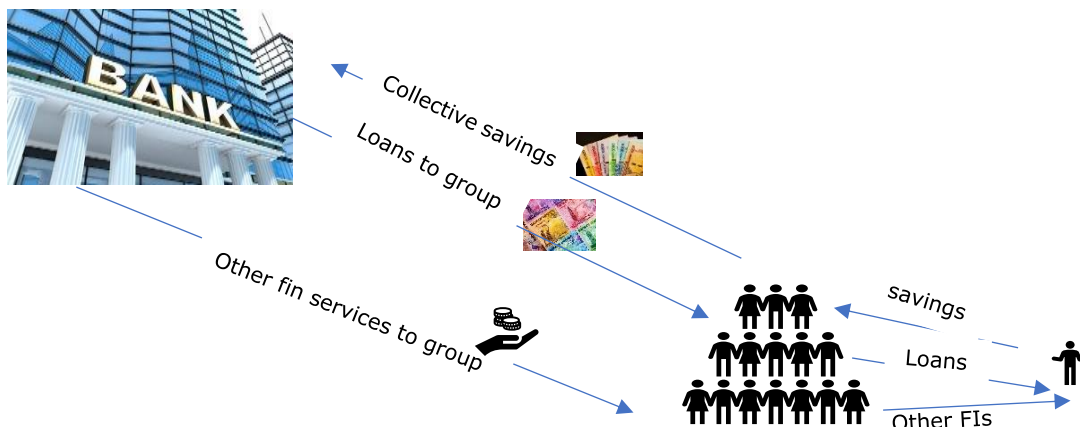 BANK
Collective savings
Loans to group
Other fin services to group
savings
Loans
Other FIs